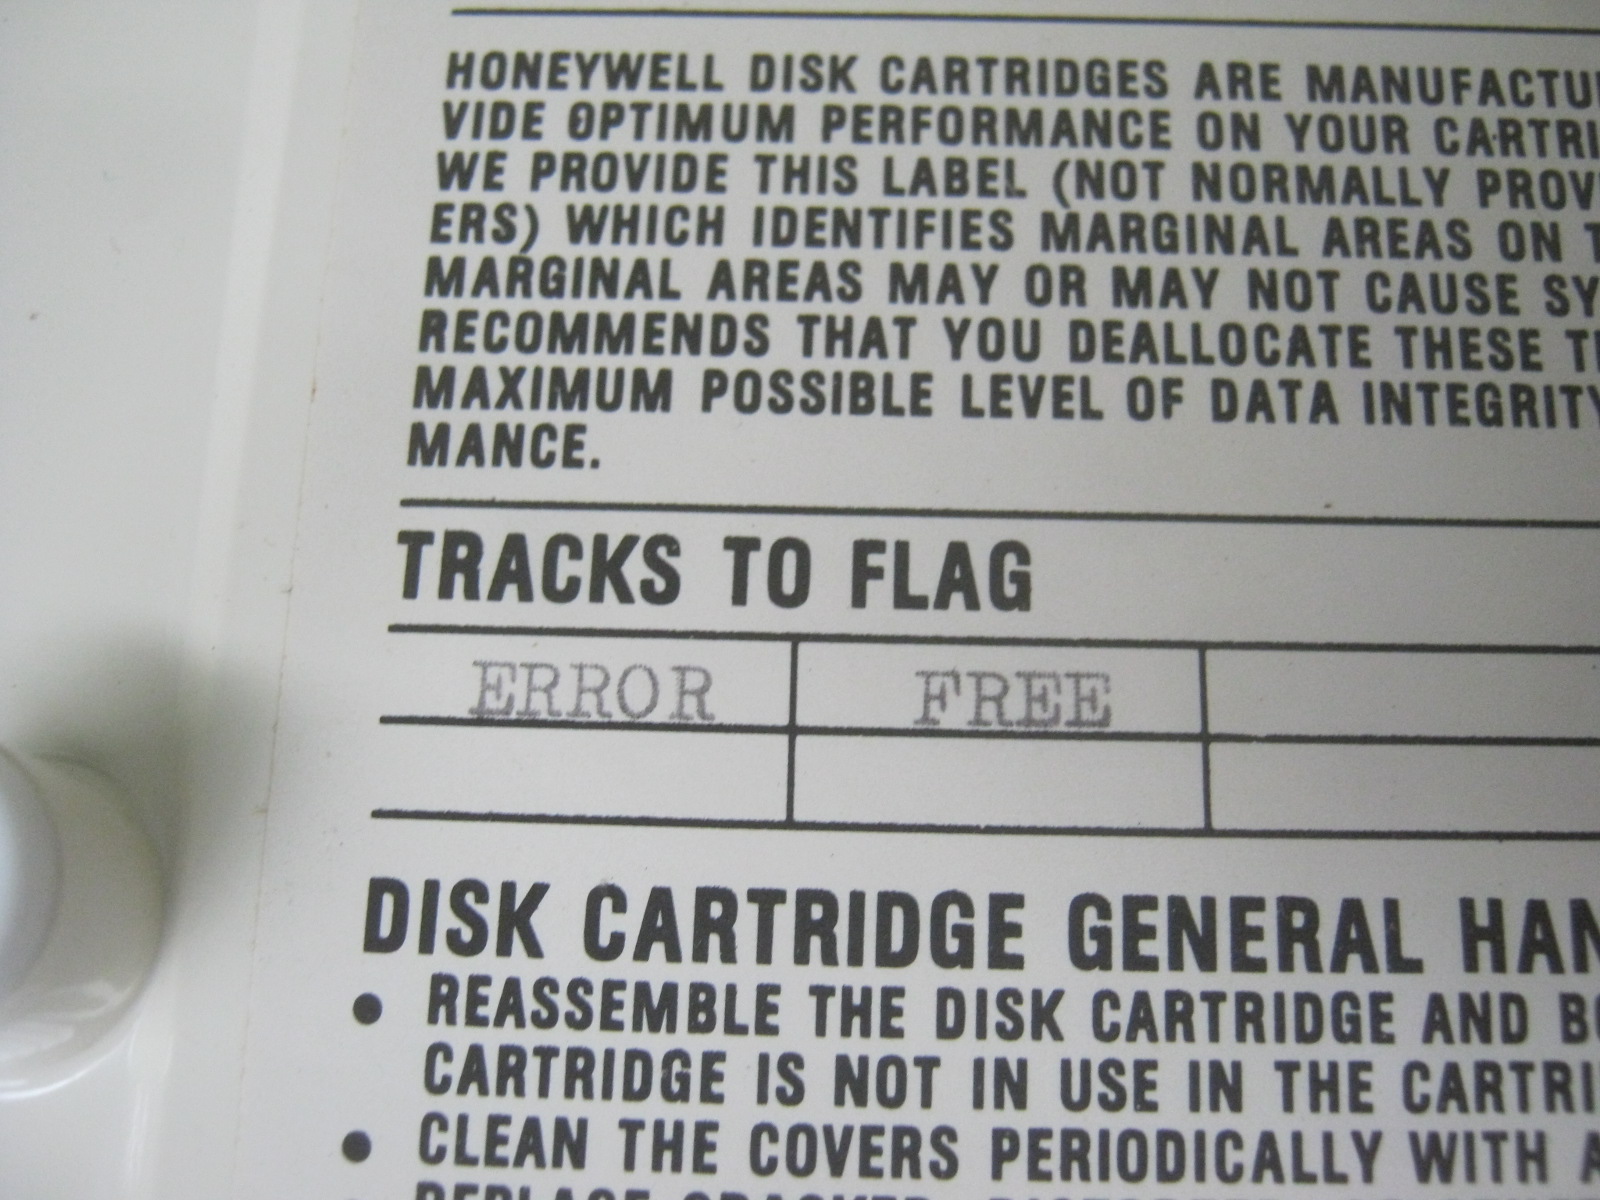 HONEYWELL DISK CARTRIDGES ARE MANUFACTU
VIDE OPTIMUM PERFORMANCE ON YOUR CARTRI
WE PROVIDE THIS LABEL (NOT NORMALLY PROV
ERS) WHICH IDENTIFIES MARGINAL AREAS ON T
MARGINAL AREAS MAY OR MAY NOT CAUSE SY
RECOMMENDS THAT YOU DEALLOCATE THESE T
MAXIMUM POSSIBLE LEVEL OF DATA INTEGRITY
MANCE.
TRACKS TO FLAG
ERROR FREE
DISK CARTRIDGE GENERAL HAN
• REASSEMBLE THE DISK CARTRIDGE AND B
CARTRIDGE IS NOT IN USE IN THE CARTRI
• CLEAN THE COVERS PERIODICALLY WITH A